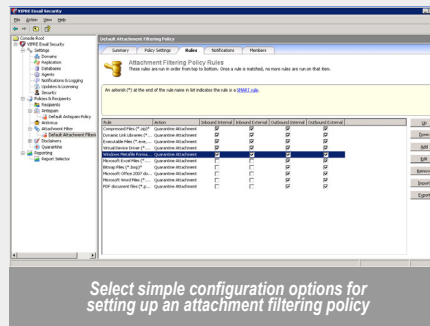 VIPRE Email Security
File Action View Help
Console Root
VIPRE Email Security
Settings
Domains
Replication
Databases
Agents
Notifications & Logging
Updates & Licensing
Security
Policies & Recipients
Recipients
Antispam
Default Antispam Policy
Antivirus
Attachment Filter
Default Attachment Filterin
Disclaimers
Quarantine
Reporting
Report Selector
Default Attachment Filtering Policy
Summary Policy Settings Rules Notifications Members
Attachment Filtering Policy Rules
These rules are run in order from top to bottom. Once a rule is matched, no more rules are run on that item.
An asterisk (*) at the end of the rule name in list indicates the rule is a SMART rule.
Rule Action Inbound Internal Inbound External Outbound Internal Outbound External
Compressed Files (*.zip)* Quarantine Attachment
Dynamic Link Libraries (*... Quarantine Attachment
Executable Files (*.exe,... Quarantine Attachment
Virtual Device Driver (*... Quarantine Attachment
Windows Metafile Forma... Quarantine Attachment
Microsoft Excel Files (*... Quarantine Attachment
Bitmap Files (*.bmp)* Quarantine Attachment
Microsoft Office 2007 do... Quarantine Attachment
Microsoft Word Files (*... Quarantine Attachment
PDF document files (*.p... Quarantine Attachment
Up
Down
Add
Edit
Remove
Import
Export
Select simple configuration options for
setting up an attachment filtering policy